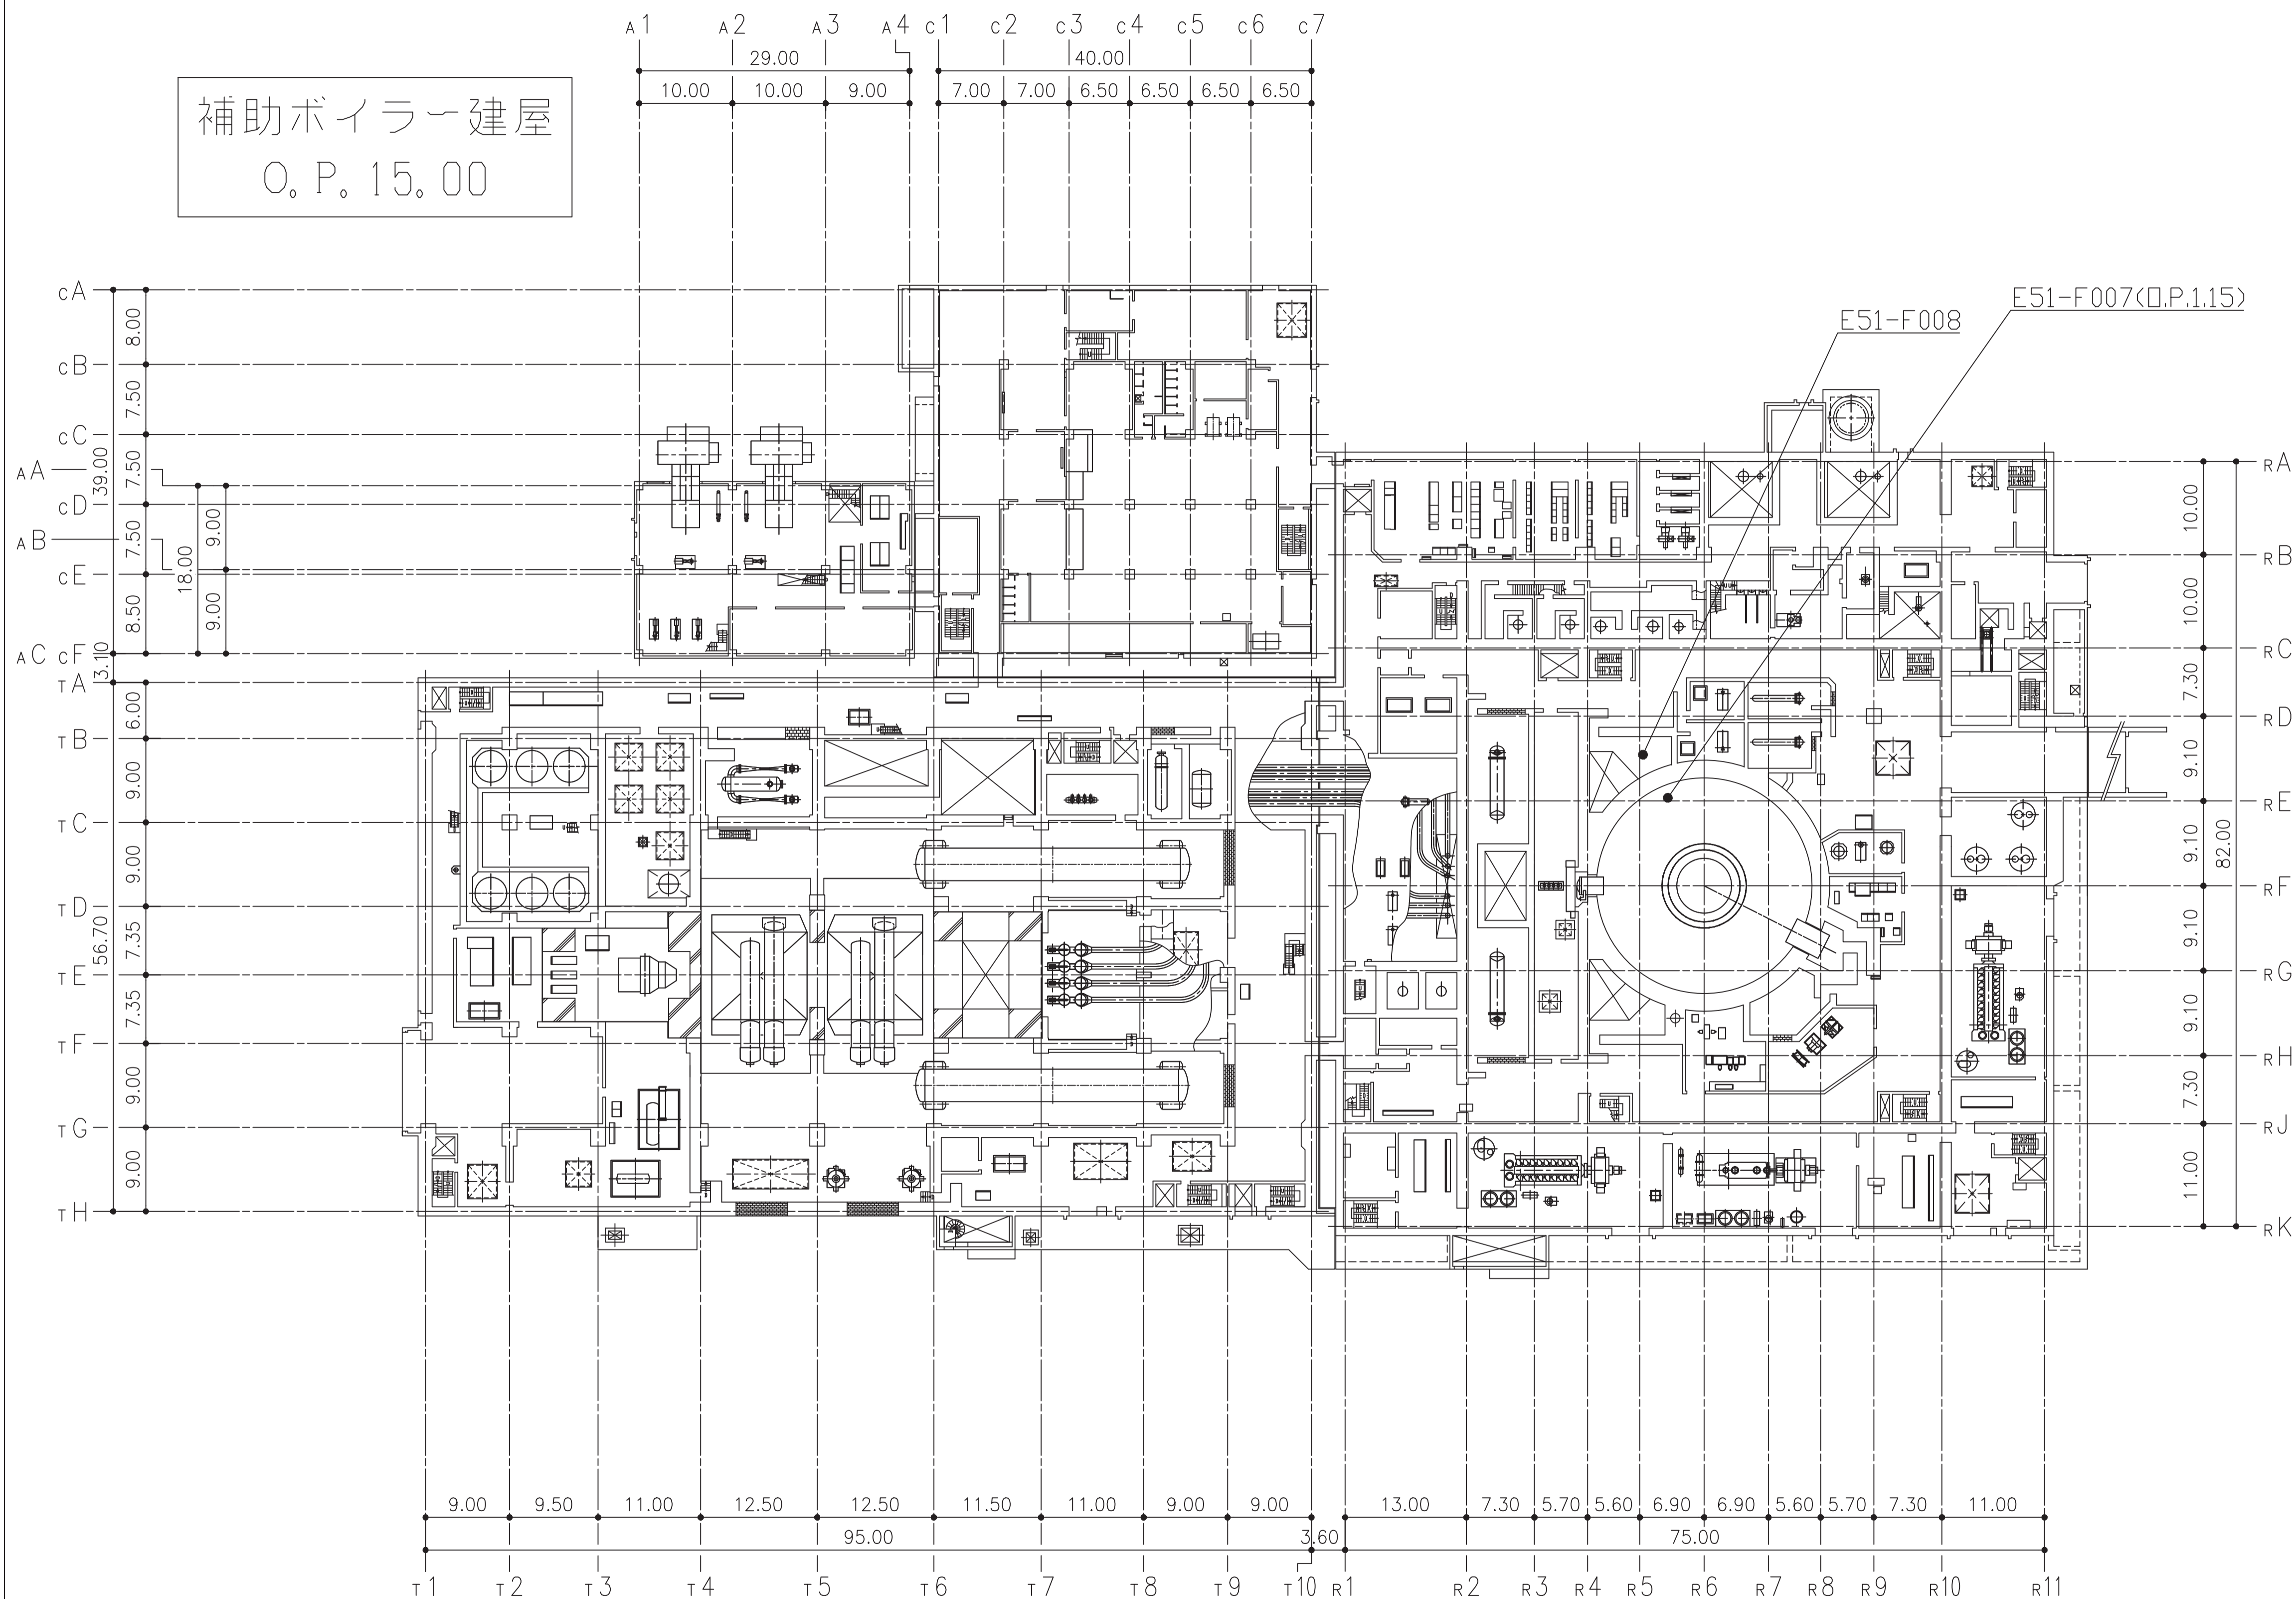 A1 A2 A3 A4 C1 C2 C3 C4 C5 C6 C7
29.00 40.00
10.00 10.00 9.00 7.00 7.00 6.50 6.50 6.50 6.50
補助ボイラー建屋
O.P.15.00
E51-F007(O.P.1.15)
E51-F008
CA
8.00
CB
7.50
CC
39.00
AA
7.50
CD
9.00
AB
7.50
18.00
CE
8.50
9.00
AC CF
3.10
TA
6.00
TB
9.00
TC
9.00
TD
56.70
7.35
TE
7.35
TF
9.00
TG
9.00
TH
RA
10.00
RB
10.00
RC
7.30
RD
9.10
RE
82.00
9.10
RF
9.10
RG
9.10
RH
7.30
RJ
11.00
RK
9.00 9.50 11.00 12.50 12.50 11.50 11.00 9.00 9.00 13.00 7.30 5.70 5.60 6.90 6.90 5.60 5.70 7.30 11.00
95.00 3.60 75.00
T1 T2 T3 T4 T5 T6 T7 T8 T9 T10 R1 R2 R3 R4 R5 R6 R7 R8 R9 R10 R11